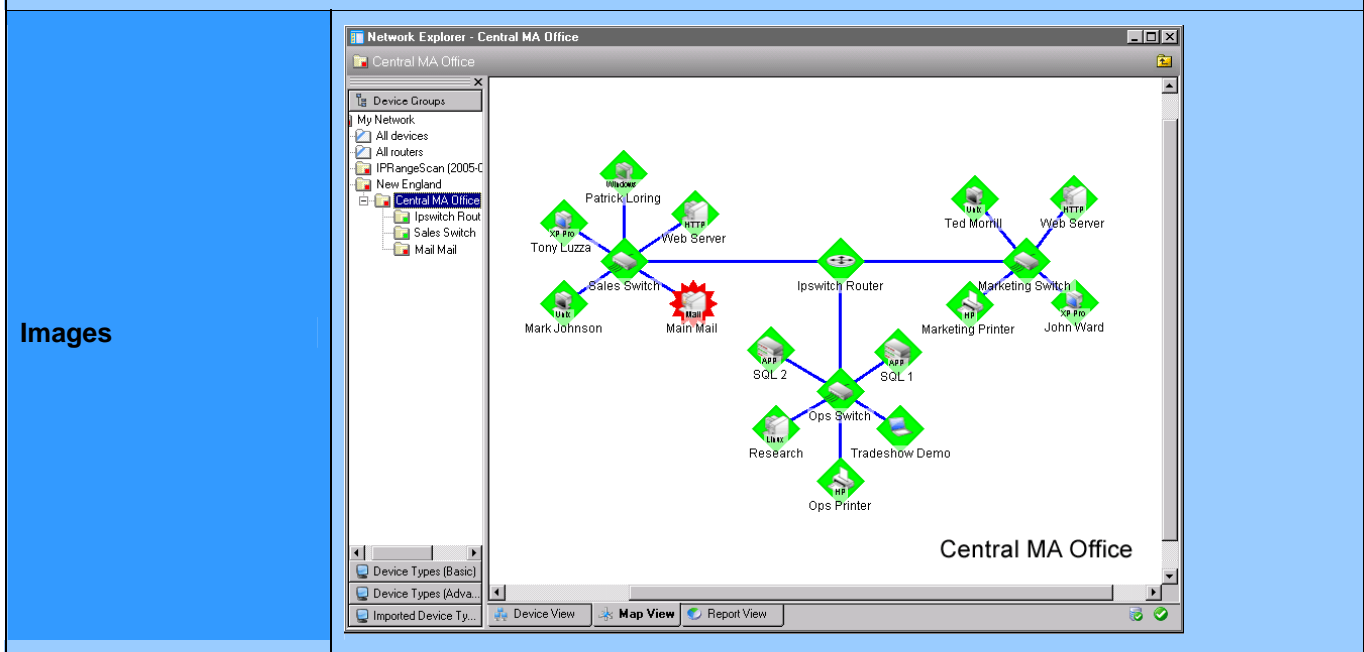 Network Explorer - Central MA Office
Central MA Office
Device Groups
My Network
All devices
All routers
IPRangeScan (2005-0
New England
Central MA Office
Ipswitch Rout
Sales Switch
Mail Mail
Images
Windows
Patrick Loring
XP Pro
Tony Luzza
HTTP
Web Server
Sales Switch
Unix
Mark Johnson
Mail
Main Mail
Ipswitch Router
Unix
Ted Morrill
HTTP
Web Server
Marketing Switch
HP
Marketing Printer
XP Pro
John Ward
APP
SQL 2
APP
SQL 1
Ops Switch
Linux
Research
Tradeshow Demo
HP
Ops Printer
Central MA Office
Device Types (Basic)
Device Types (Adva...
Imported Device Ty...
Device View
Map View
Report View